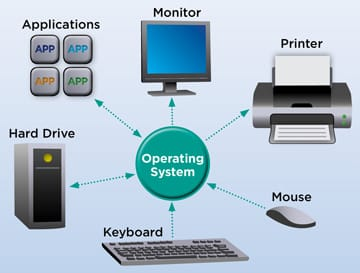 Monitor
Applications
APP APP
APP APP
Printer
Hard Drive
Operating
System
Mouse
Keyboard